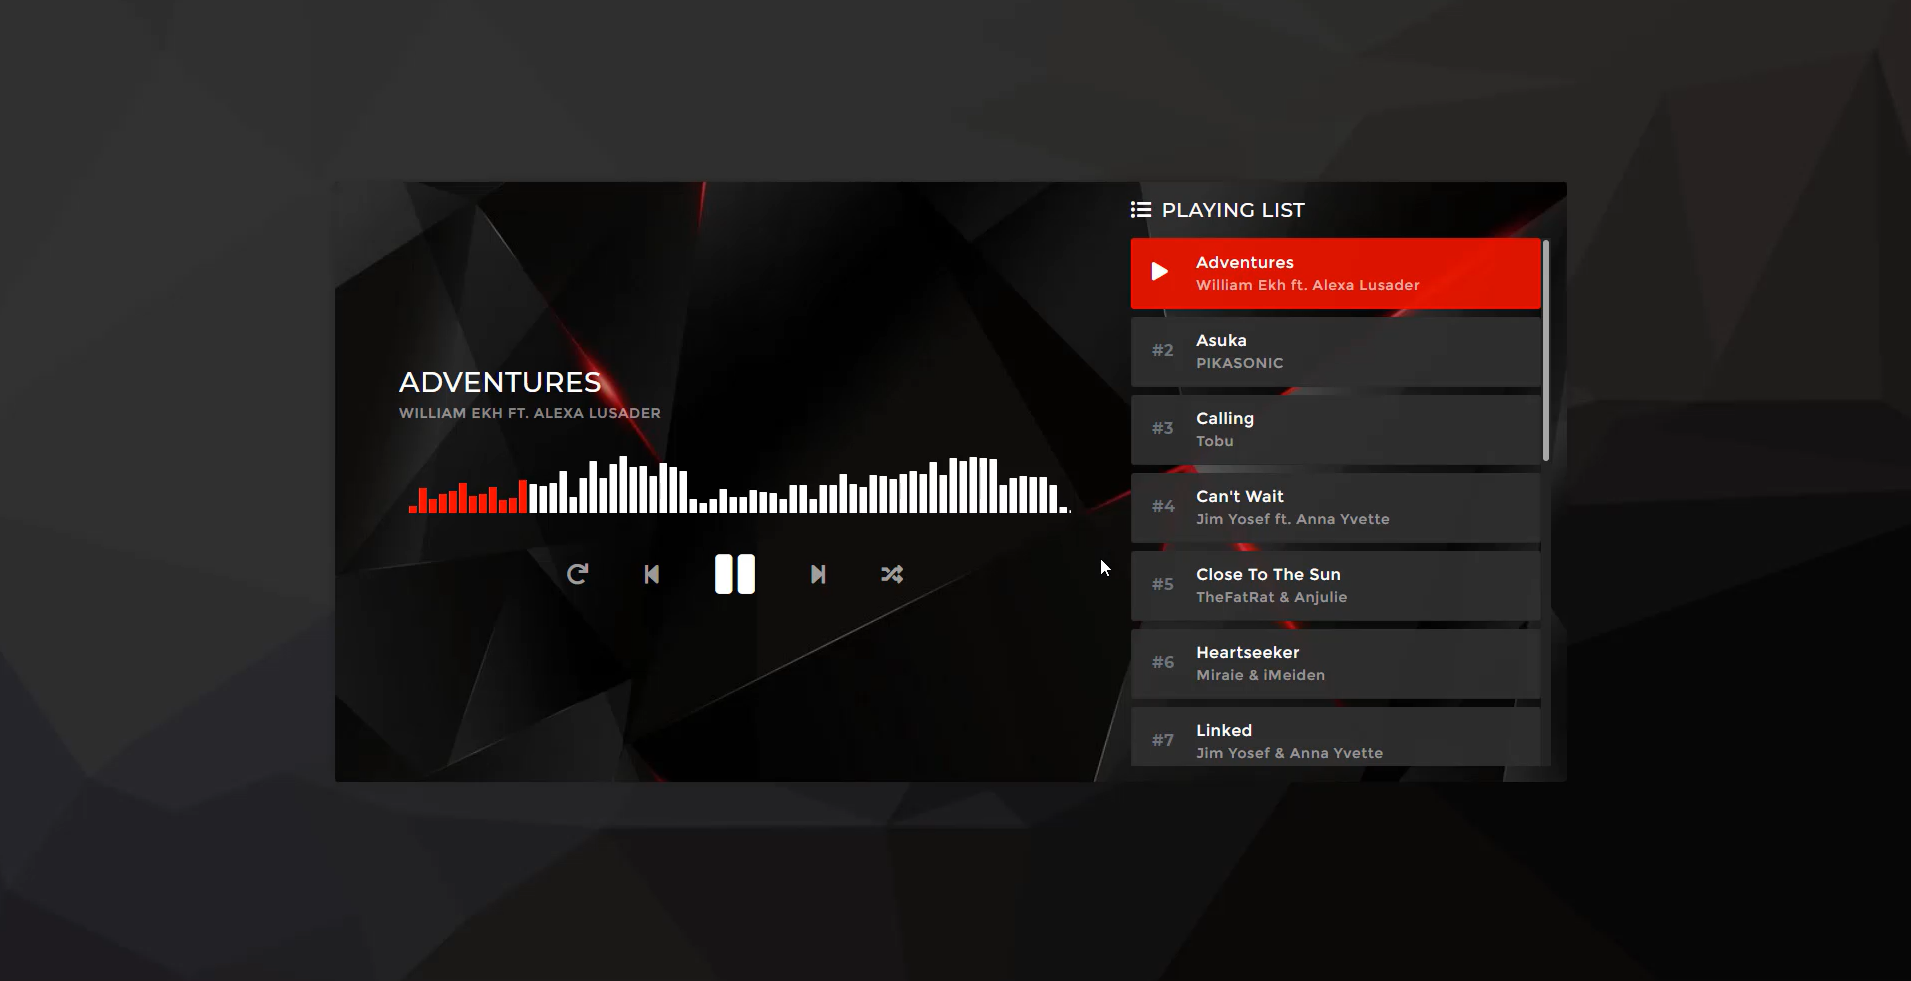 ADVENTURES
WILLIAM EKH FT. ALEXA LUSADER
PLAYING LIST
Adventures
William Ekh ft. Alexa Lusader
#2
Asuka
PIKASONIC
#3
Calling
Tobu
#4
Can't Wait
Jim Yosef ft. Anna Yvette
#5
Close To The Sun
TheFatRat & Anjulie
#6
Heartseeker
Miraie & iMeiden
#7
Linked
Jim Yosef & Anna Yvette